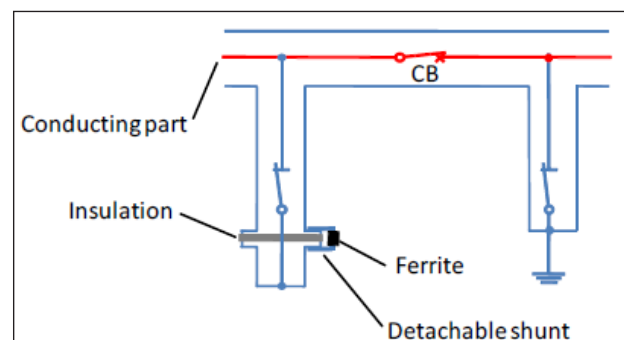 CB
Conducting part
Insulation
Ferrite
Detachable shunt